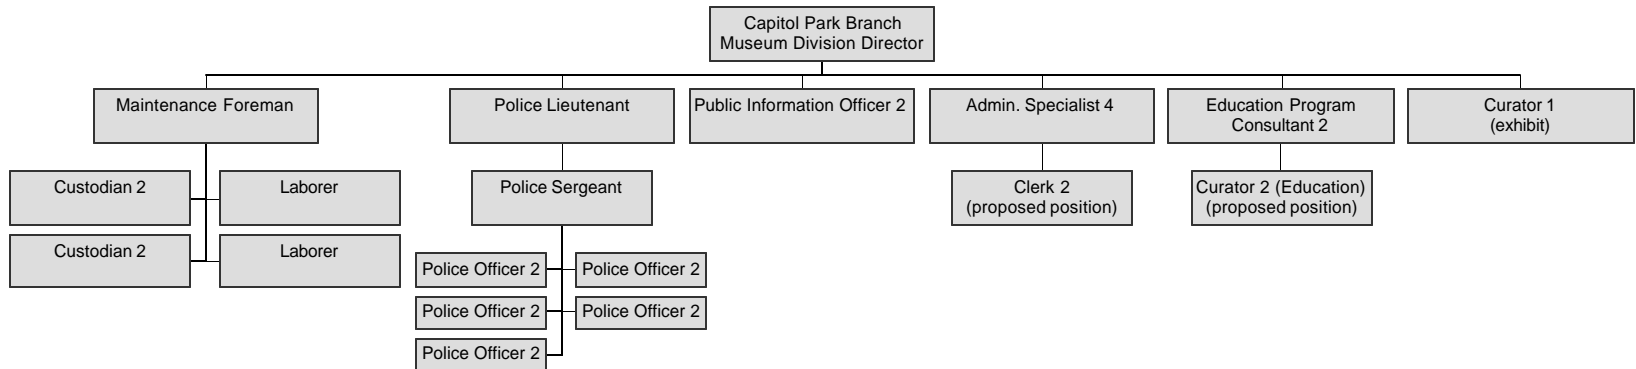 Capitol Park Branch
Museum Division Director
Maintenance Foreman
Police Lieutenant
Public Information Officer 2
Admin. Specialist 4
Education Program
Consultant 2
Curator 1
(exhibit)
Custodian 2
Laborer
Police Sergeant
Clerk 2
(proposed position)
Curator 2 (Education)
(proposed position)
Custodian 2
Laborer
Police Officer 2
Police Officer 2
Police Officer 2
Police Officer 2
Police Officer 2